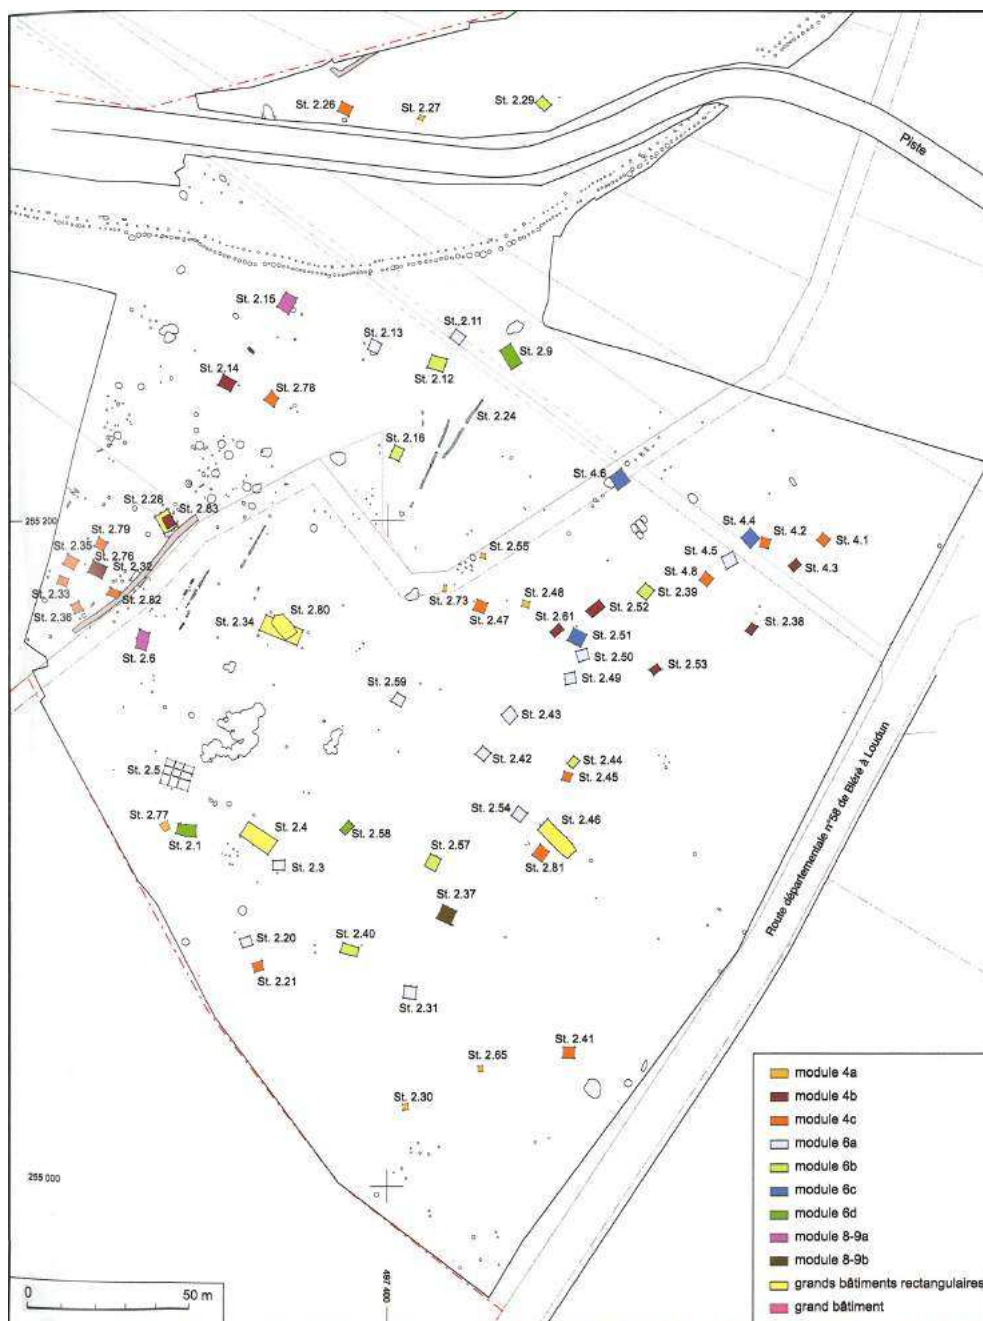 St. 2.26
St. 2.27
St. 2.29
Piste
St. 2.15
St. 2.13
St. 2.11
St. 2.9
St. 2.12
St. 2.14
St. 2.78
St. 2.24
St. 2.16
St. 4.6
St. 2.28
St. 2.83
255 200
St. 2.79
St. 2.35
St. 2.76
St. 2.32
St. 2.33
St. 2.82
St. 2.36
St. 2.55
St. 4.4
St. 4.2
St. 4.1
St. 4.5
St. 4.3
St. 4.8
St. 2.39
St. 2.73
St. 2.48
St. 2.47
St. 2.61
St. 2.52
St. 2.38
St. 2.80
St. 2.34
St. 2.51
St. 2.6
St. 2.50
St. 2.53
St. 2.49
St. 2.59
St. 2.43
St. 2.42
St. 2.44
St. 2.45
St. 2.5
St. 2.54
St. 2.46
St. 2.77
St. 2.1
St. 2.4
St. 2.58
St. 2.3
St. 2.57
St. 2.81
Route départementale n°58 de Bléré à Loudun
St. 2.37
St. 2.20
St. 2.40
St. 2.21
St. 2.31
St. 2.41
St. 2.65
St. 2.30
255 000
module 4a
module 4b
module 4c
module 6a
module 6b
module 6c
module 6d
module 8-9a
module 8-9b
grands bâtiments rectangulaires
grand bâtiment
0 50 m
497 400